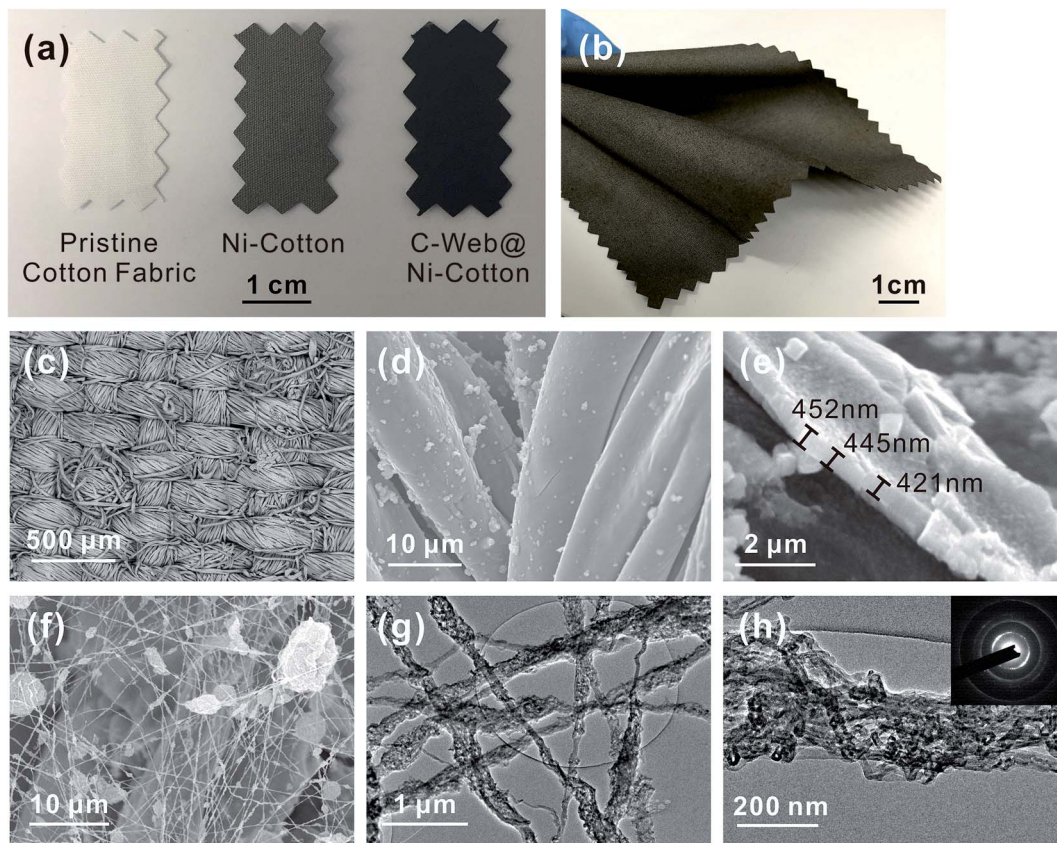 (a)
Pristine
Cotton Fabric
Ni-Cotton
1 cm
C-Web@
Ni-Cotton
(b)
1cm
(c)
500 μm
(d)
10 μm
(e)
452nm
445nm
421nm
2 μm
(f)
10 μm
(g)
1 μm
(h)
200 nm